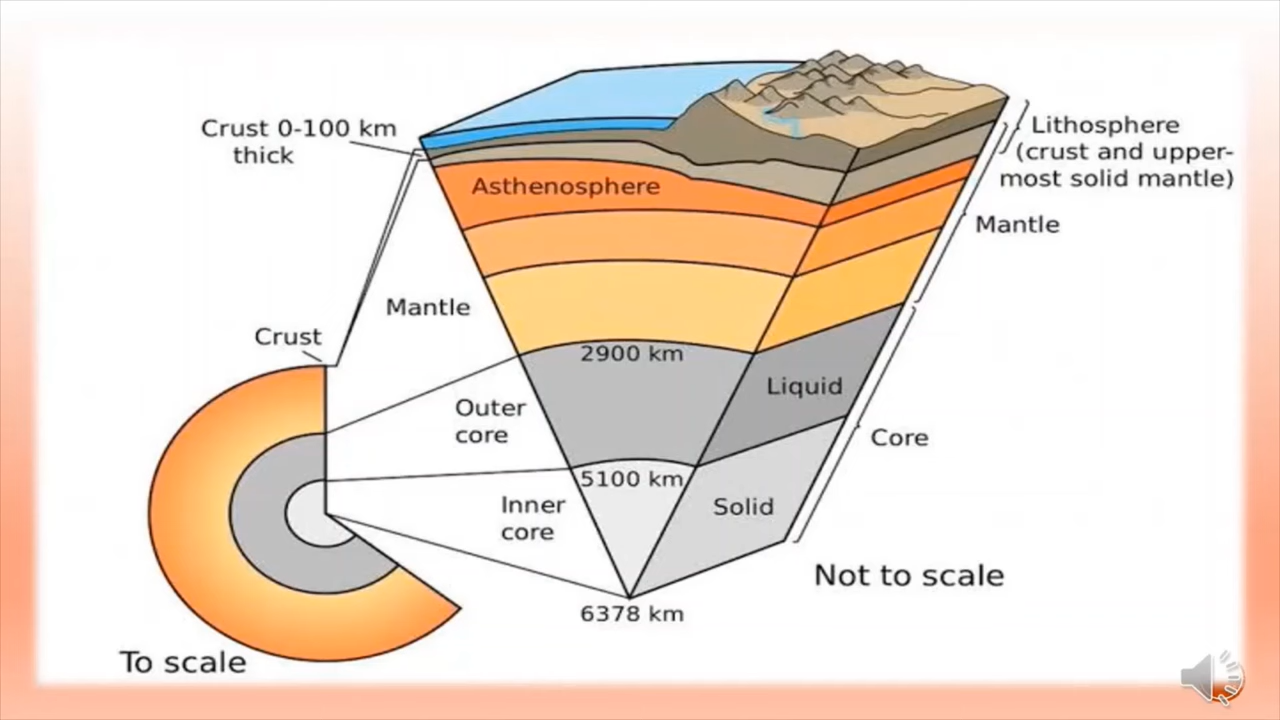 Crust 0-100 km
thick
Lithosphere
(crust and upper-
most solid mantle)
Asthenosphere
Mantle
Mantle
Crust
2900 km
Liquid
Outer
core
Core
5100 km
Inner
core
Solid
Not to scale
6378 km
To scale